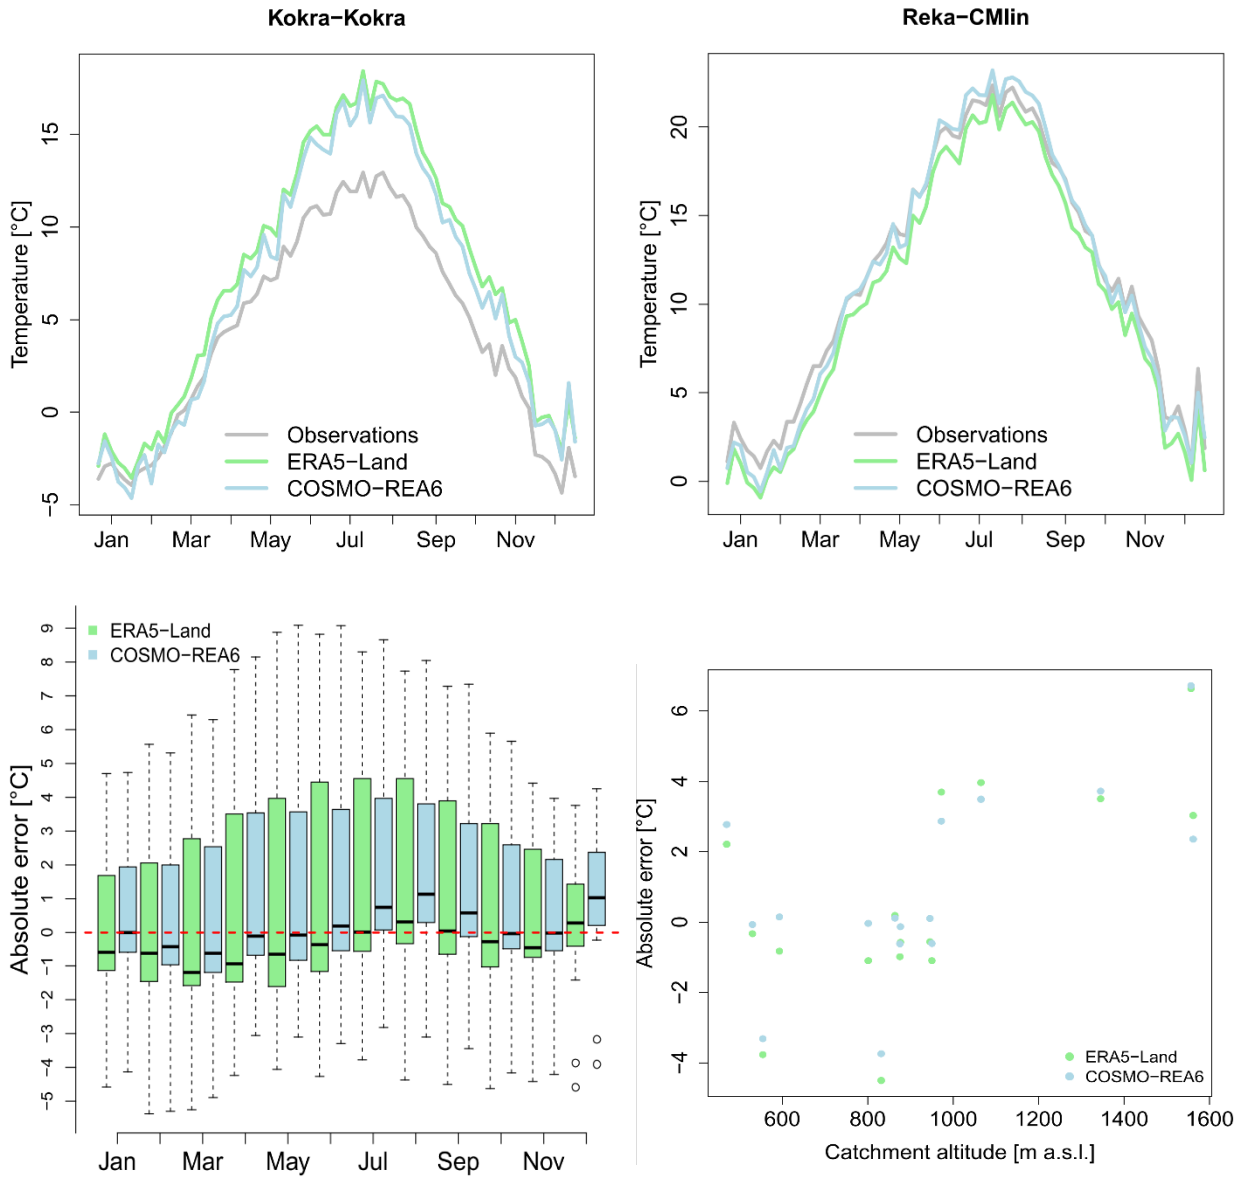 Kokra−Kokra
Temperature [°C]
15
10
5
0
−5
Observations
ERA5−Land
COSMO−REA6
Jan Mar May Jul Sep Nov
Reka−CMlin
Temperature [°C]
20
15
10
5
0
Observations
ERA5−Land
COSMO−REA6
Jan Mar May Jul Sep Nov
Absolute error [°C]
9
8
7
6
5
4
3
2
1
0
−1
−2
−3
−4
−5
ERA5−Land
COSMO−REA6
Jan Mar May Jul Sep Nov
Absolute error [°C]
6
4
2
0
−2
−4
ERA5−Land
COSMO−REA6
600 800 1000 1200 1400 1600
Catchment altitude [m a.s.l.]